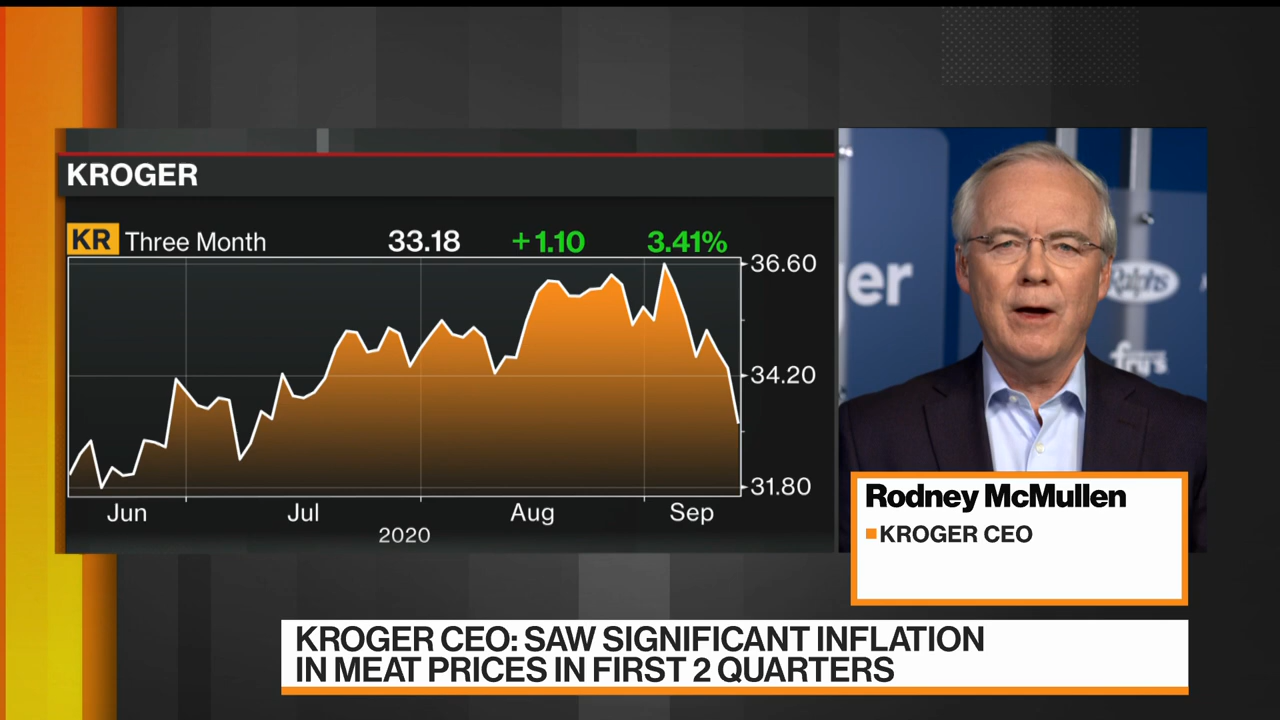 KROGER
KR Three Month 33.18 +1.10 3.41%
36.60
34.20
31.80
Jun Jul Aug Sep
2020
er
Ralphs
fry's
Rodney McMullen
KROGER CEO
KROGER CEO: SAW SIGNIFICANT INFLATION
IN MEAT PRICES IN FIRST 2 QUARTERS